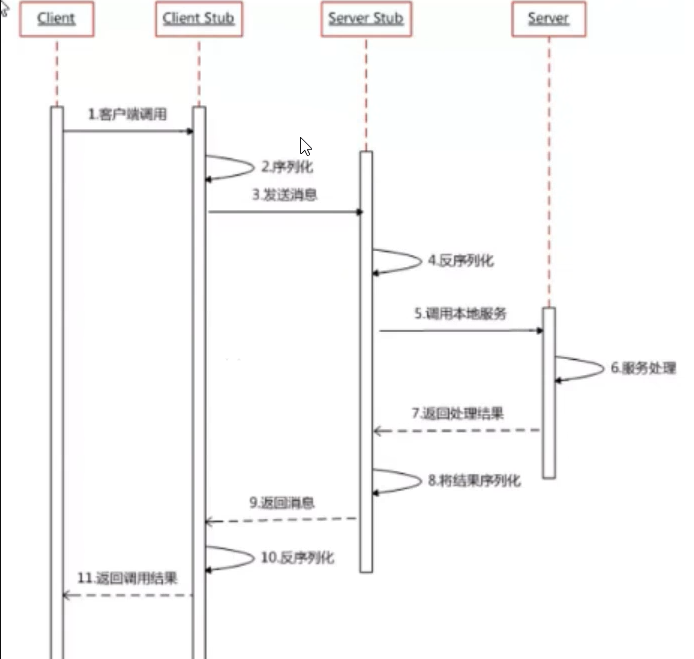 Client
Client Stub
Server Stub
Server
1.客户端调用
2.序列化
3.发送消息
4.反序列化
5.调用本地服务
6.服务处理
7.返回处理结果
8.将结果序列化
9.返回消息
10.反序列化
11.返回调用结果